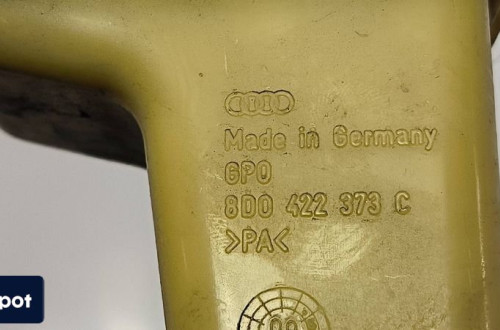 Made in Germany
6P0
8D0 422 373 C
>PA<
pot